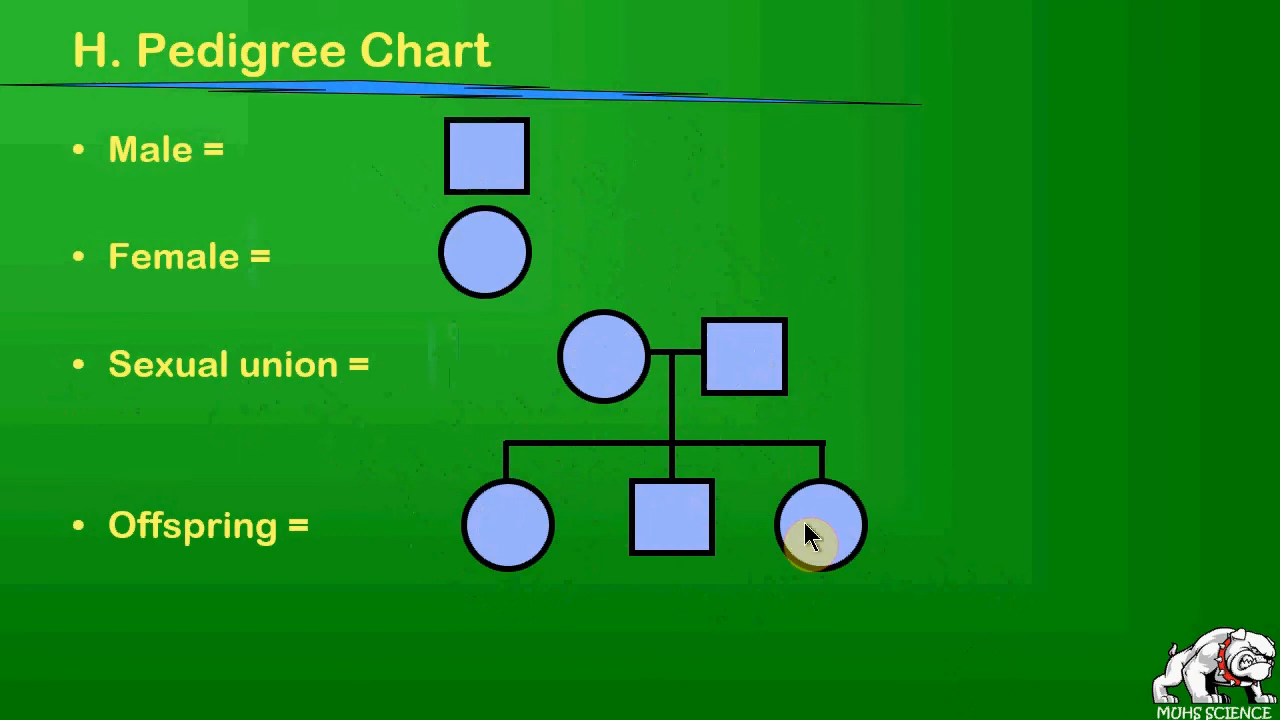 H. Pedigree Chart
• Male =
• Female =
• Sexual union =
• Offspring =
MUHS SCIENCE